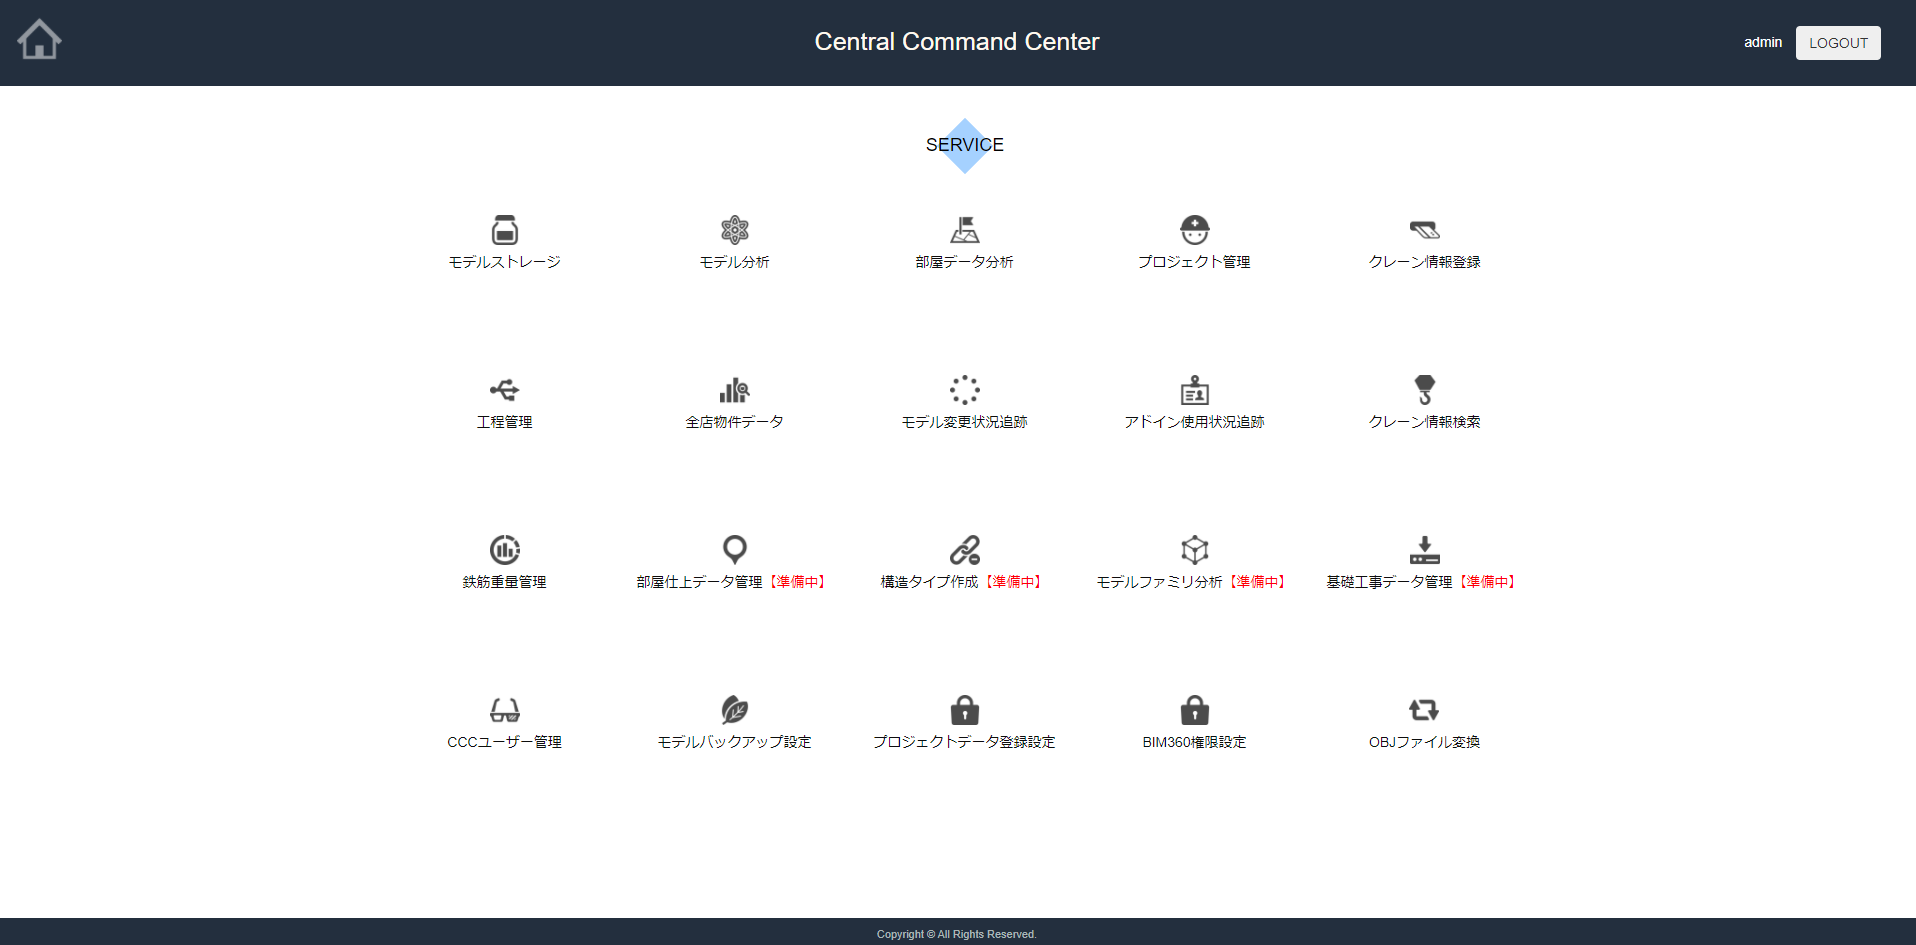 Central Command Center
admin
LOGOUT
SERVICE
モデルストレージ
モデル分析
部屋データ分析
プロジェクト管理
クレーン情報登録
工程管理
全店物件データ
モデル変更状況追跡
アドイン使用状況追跡
クレーン情報検索
鉄筋重量管理
部屋仕上データ管理【準備中】
構造タイプ作成【準備中】
モデルファミリ分析【準備中】
基礎工事データ管理【準備中】
CCCユーザー管理
モデルバックアップ設定
プロジェクトデータ登録設定
BIM360権限設定
OBJファイル変換
Copyright © All Rights Reserved.